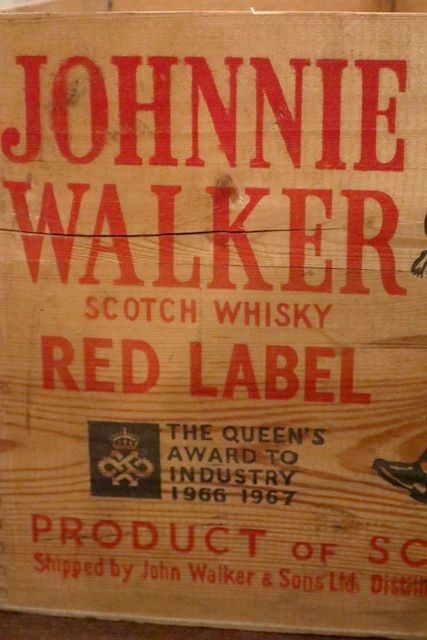 JOHNNIE
WALKER
SCOTCH WHISKY
RED LABEL
THE QUEEN'S
AWARD TO
INDUSTRY
1966 1967
PRODUCT OF SC
Shipped by John Walker & Sons Ltd. Distill